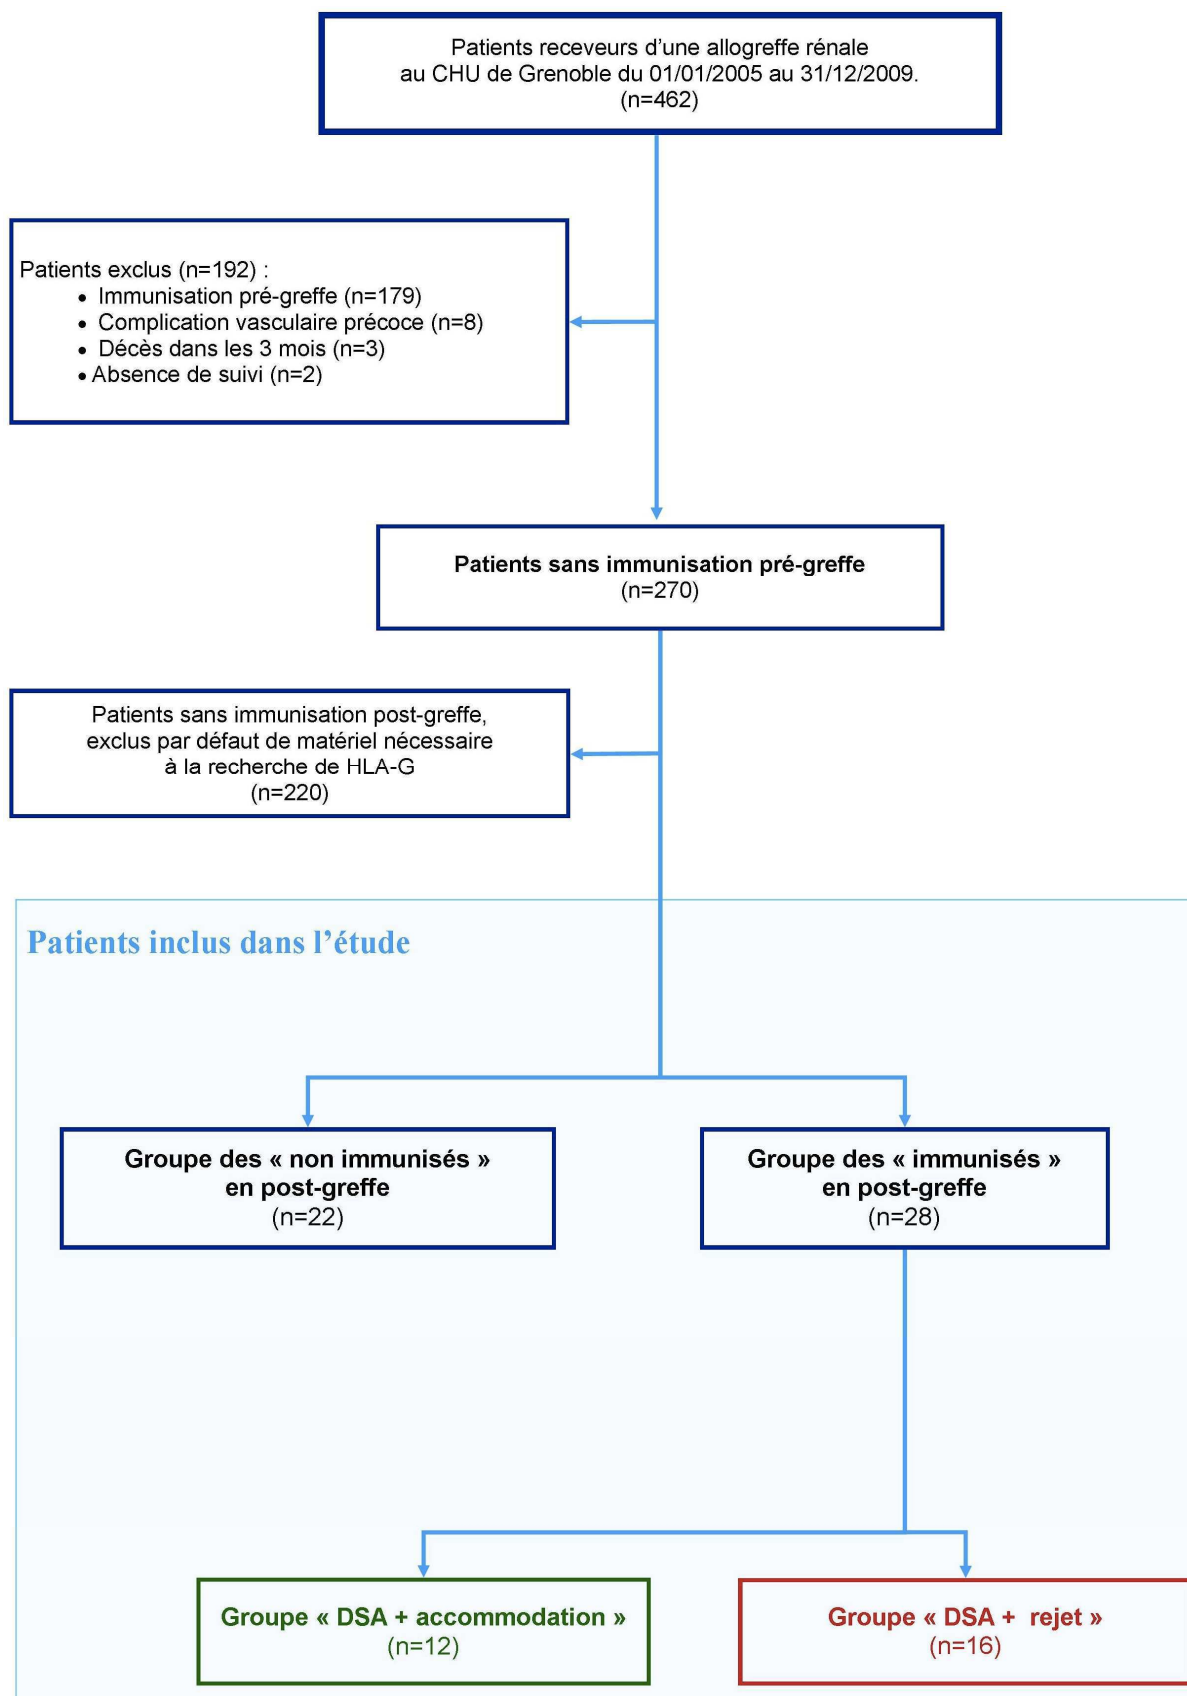 Patients receveurs d’une allogreffe rénale
au CHU de Grenoble du 01/01/2005 au 31/12/2009.
(n=462)
Patients exclus (n=192) :
• Immunisation pré-greffe (n=179)
• Complication vasculaire précoce (n=8)
• Décès dans les 3 mois (n=3)
• Absence de suivi (n=2)
Patients sans immunisation pré-greffe
(n=270)
Patients sans immunisation post-greffe,
exclus par défaut de matériel nécessaire
à la recherche de HLA-G
(n=220)
Patients inclus dans l’étude
Groupe des « non immunisés »
en post-greffe
(n=22)
Groupe des « immunisés »
en post-greffe
(n=28)
Groupe « DSA + accommodation »
(n=12)
Groupe « DSA + rejet »
(n=16)